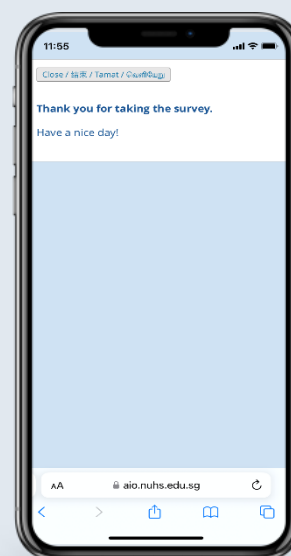 11:55
Close / 结束 / Tamat / வெளியேறு
Thank you for taking the survey.
Have a nice day!
AA
aio.nuhs.edu.sg